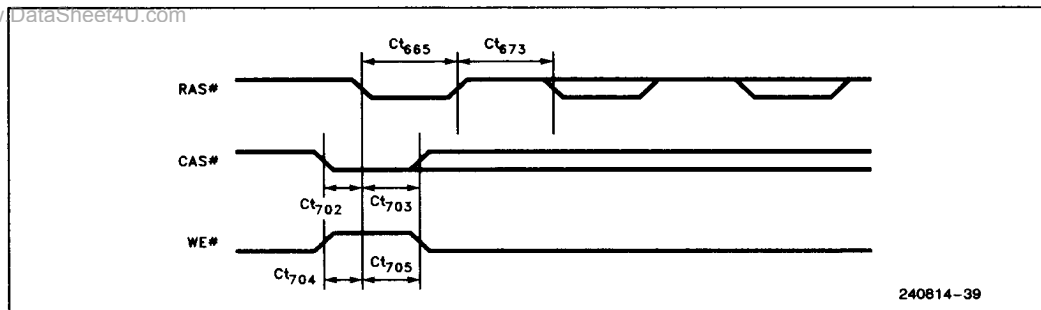 w.DataSheet4U.com
Ct665 Ct673
RAS#
CAS#
Ct702 Ct703
WE#
Ct704 Ct705
240814-39